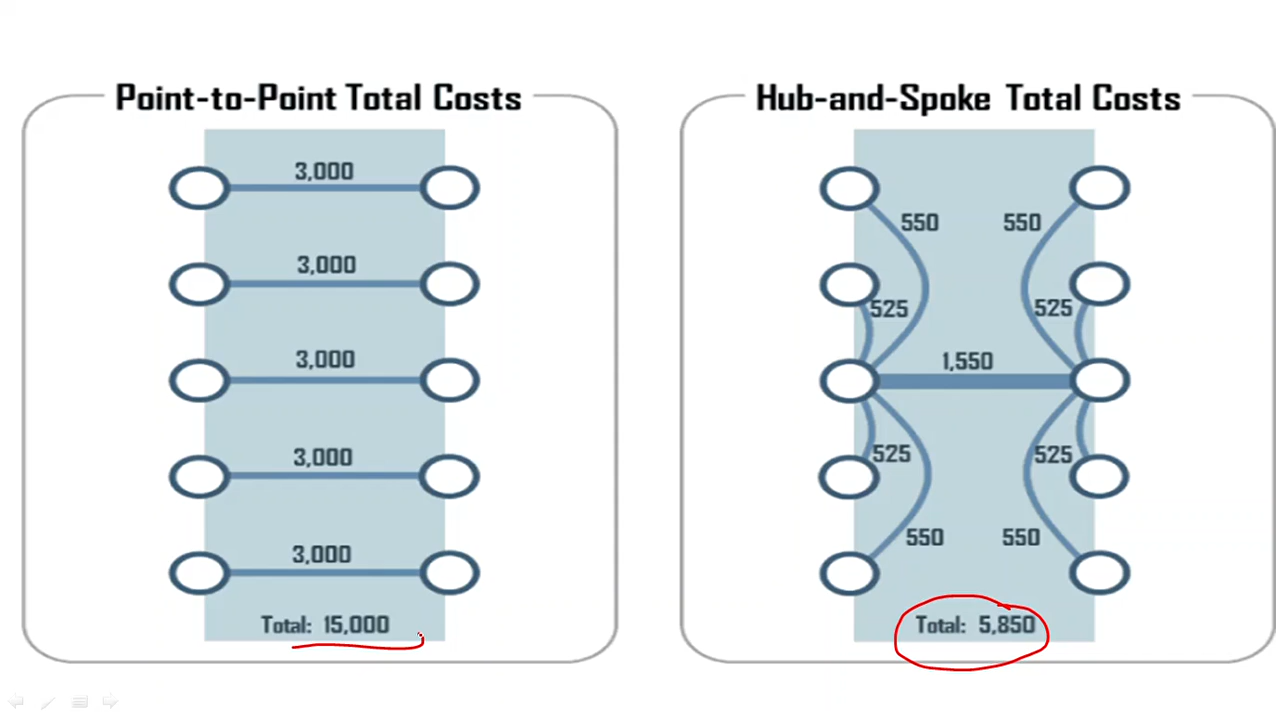 Point-to-Point Total Costs
3,000
3,000
3,000
3,000
3,000
Total: 15,000
Hub-and-Spoke Total Costs
550 550
525 525
1,550
525 525
550 550
Total: 5,850